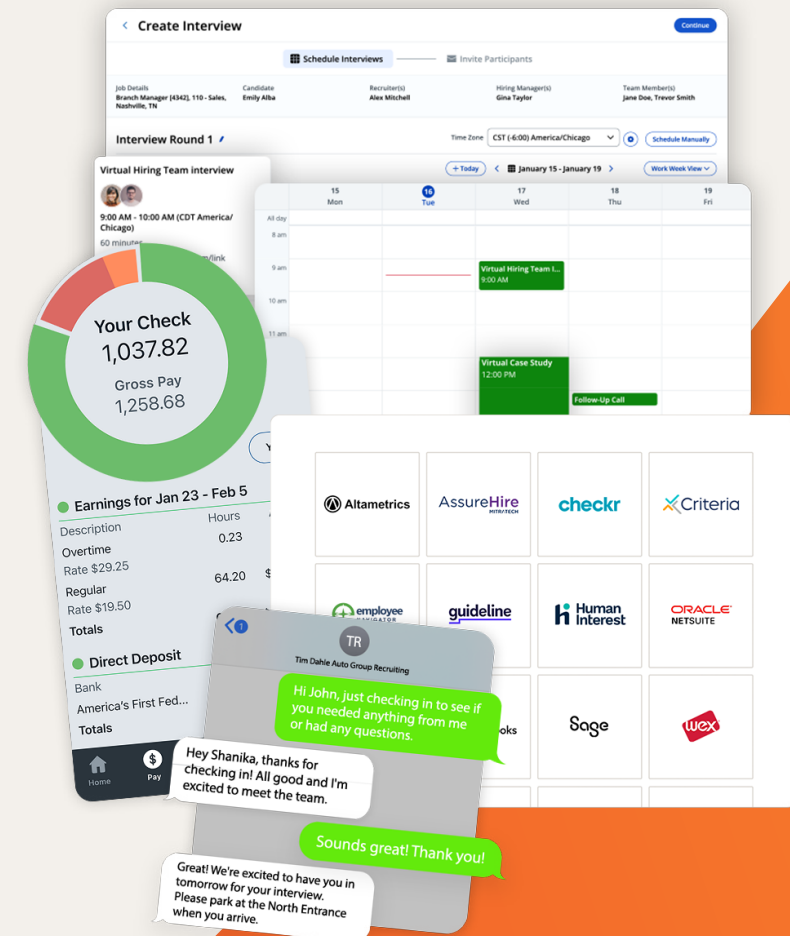 Create Interview
Continue
Schedule Interviews
Invite Participants
Job Details
Branch Manager [4342], 110 - Sales,
Nashville, TN
Candidate
Emily Alba
Recruiter(s)
Alex Mitchell
Hiring Manager(s)
Gina Taylor
Team Member(s)
Jane Doe, Trevor Smith
Interview Round 1
Time Zone
CST (-6:00) America/Chicago
Schedule Manually
+ Today
January 15 - January 19
Work Week View
Virtual Hiring Team interview
9:00 AM - 10:00 AM (CDT America/
Chicago)
60 minutes
/link
15
Mon
16
Tue
17
Wed
18
Thu
19
Fri
All day
8 am
9 am
10 am
11 am
Virtual Hiring Team I...
9:00 AM
Virtual Case Study
12:00 PM
Follow-Up Call
Your Check
1,037.82
Gross Pay
1,258.68
Earnings for Jan 23 - Feb 5
Description
Hours
Overtime
0.23
Rate $29.25
Regular
64.20
$
Rate $19.50
Totals
Direct Deposit
Bank
America's First Fed...
Totals
Home
$
Pay
Altametrics
AssureHire
MITRATECH
checkr
Criteria
employee
guideline
Human
Interest
ORACLE
NETSUITE
oks
Sage
wex
1
TR
Tim Dahle Auto Group Recruiting
Hi John, just checking in to see if
you needed anything from me
or had any questions.
Hey Shanika, thanks for
checking in! All good and I'm
excited to meet the team.
Sounds great! Thank you!
Great! We're excited to have you in
tomorrow for your interview.
Please park at the North Entrance
when you arrive.